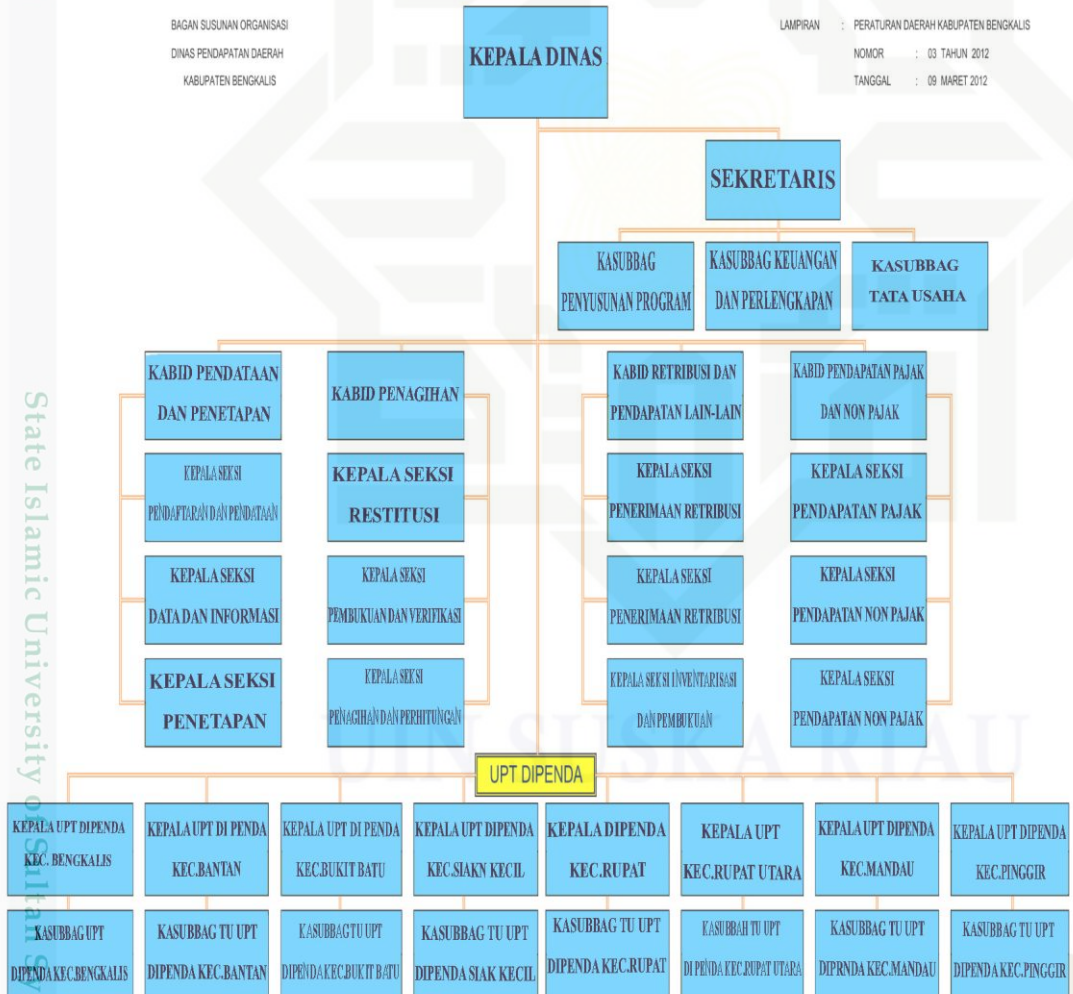 BAGAN SUSUNAN ORGANISASI
DINAS PENDAPATAN DAERAH
KABUPATEN BENGKALIS
LAMPIRAN : PERATURAN DAERAH KABUPATEN BENGKALIS
NOMOR : 03 TAHUN 2012
TANGGAL : 09 MARET 2012
KEPALA DINAS
SEKRETARIS
KASUBBAG
PENYUSUNAN PROGRAM
KASUBBAG KEUANGAN
DAN PERLENGKAPAN
KASUBBAG
TATA USAHA
KABID PENDATAAN
DAN PENETAPAN
KABID PENAGIHAN
KABID RETRIBUSI DAN
PENDAPATAN LAIN-LAIN
KABID PENDAPATAN PAJAK
DAN NON PAJAK
KEPALA SEKSI
PENDAFTARAN DAN PENDATAAN
KEPALA SEKSI
RESTITUSI
KEPALA SEKSI
PENERIMAAN RETRIBUSI
KEPALA SEKSI
PENDAPATAN PAJAK
KEPALA SEKSI
DATA DAN INFORMASI
KEPALA SEKSI
PEMBUKUAN DAN VERIFIKASI
KEPALA SEKSI
PENERIMAAN RETRIBUSI
KEPALA SEKSI
PENDAPATAN NON PAJAK
KEPALA SEKSI
PENETAPAN
KEPALA SEKSI
PENAGIHAN DAN PERHITUNGAN
KEPALA SEKSI INVENTARISASI
DAN PEMBUKUAN
KEPALA SEKSI
PENDAPATAN NON PAJAK
UIN SUSKA RIAU
UPT DIPENDA
KEPALA UPT DIPENDA
KEC. BENGKALIS
KEPALA UPT DI PENDA
KEC.BANTAN
KEPALA UPT DI PENDA
KEC.BUKIT BATU
KEPALA UPT DIPENDA
KEC.SIAKN KECIL
KEPALA DIPENDA
KEC.RUPAT
KEPALA UPT
KEC.RUPAT UTARA
KEPALA UPT DIPENDA
KEC.MANDAU
KEPALA UPT DIPENDA
KEC.PINGGIR
KASUBBAG UPT
DIPENDA KEC.BENGKALIS
KASUBBAG TU UPT
DIPENDA KEC.BANTAN
KASUBBAG TU UPT
DIPENDA KEC.BUKIT BATU
KASUBBAG TU UPT
DIPENDA SIAK KECIL
KASUBBAG TU UPT
DIPENDA KEC.RUPAT
KASUBBAH TU UPT
DI PENDA KEC.RUPAT UTARA
KASUBBAG TU UPT
DIPRNDA KEC.MANDAU
KASUBBAG TU UPT
DIPENDA KEC.PINGGIR
State Islamic University of Sultan Sy